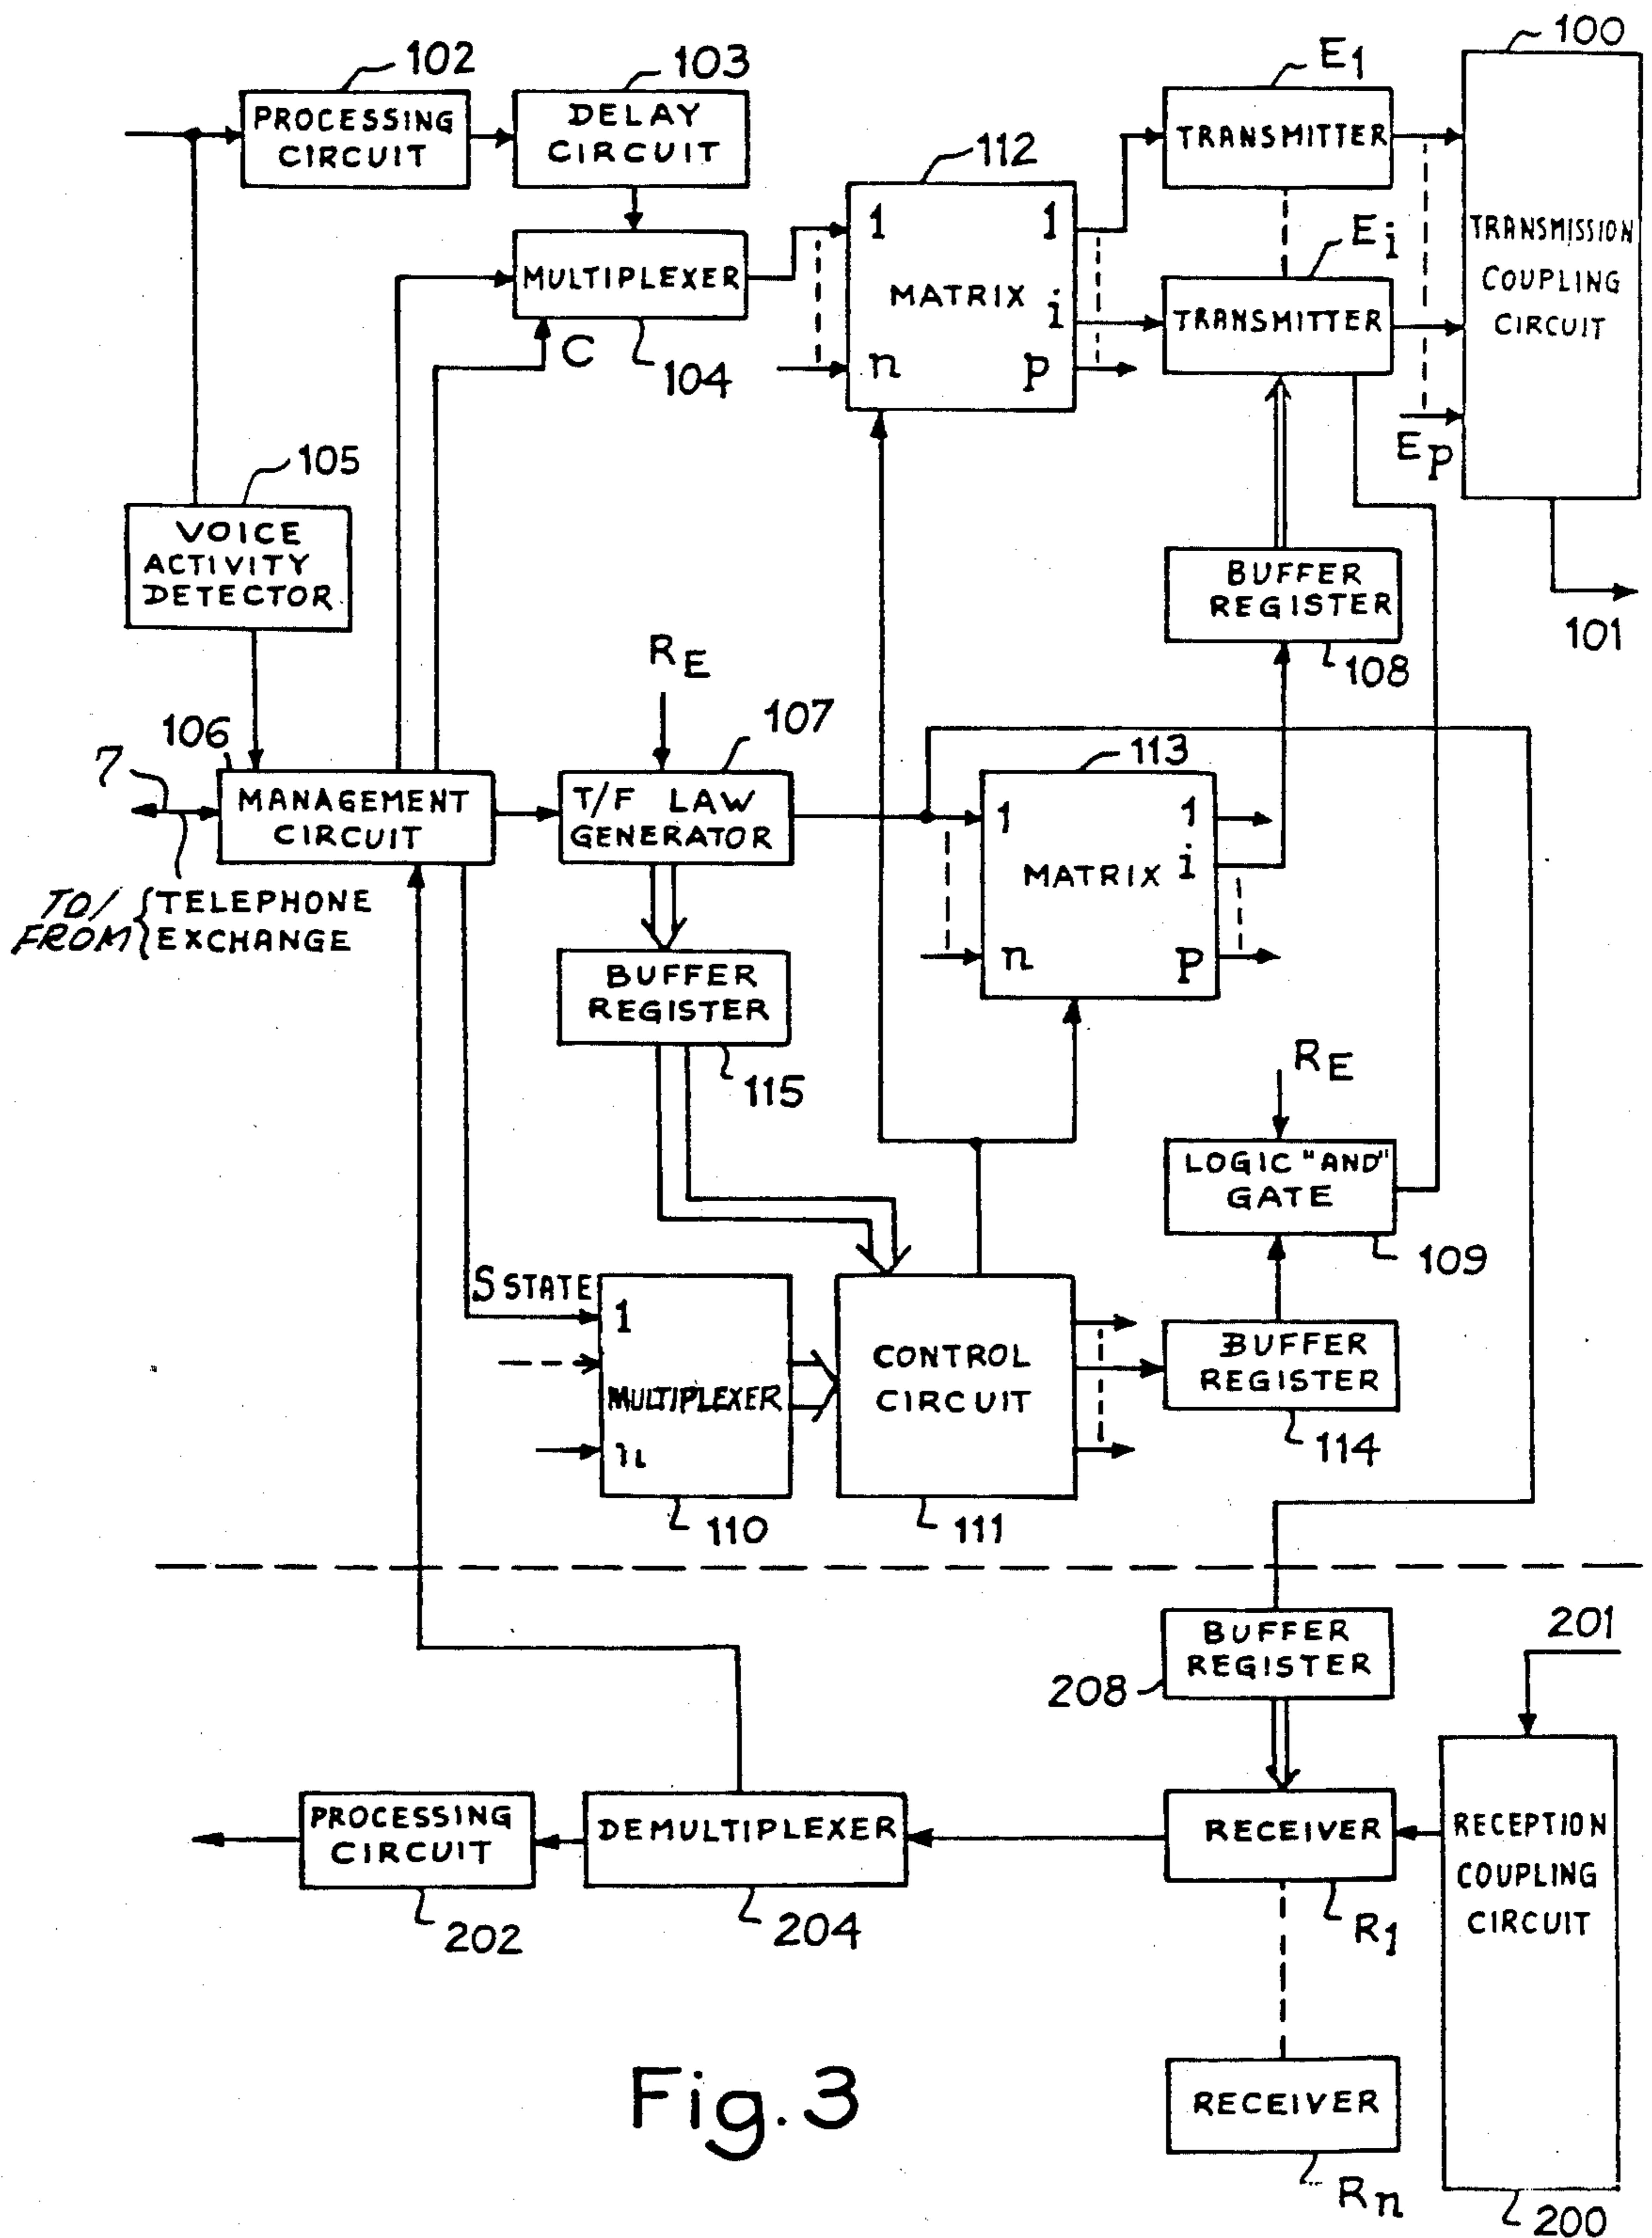 100
102
103
E1
PROCESSING
CIRCUIT
DELAY
CIRCUIT
TRANSMITTER
112
1
1
MULTIPLEXER
MATRIX
i
n
p
C
104
Ei
TRANSMITTER
TRANSMISSION
COUPLING
CIRCUIT
Ep
105
VOICE
ACTIVITY
DETECTOR
BUFFER
REGISTER
108
101
RE
106
107
113
7
MANAGEMENT
CIRCUIT
T/F LAW
GENERATOR
1
1
MATRIX
i
n
P
TO/
FROM
{TELEPHONE
EXCHANGE
BUFFER
REGISTER
115
RE
LOGIC "AND"
GATE
109
S STATE
1
MULTIPLEXER
n
110
CONTROL
CIRCUIT
111
BUFFER
REGISTER
114
BUFFER
REGISTER
208
201
PROCESSING
CIRCUIT
202
DEMULTIPLEXER
204
RECEIVER
R1
RECEPTION
COUPLING
CIRCUIT
RECEIVER
Rn
200
Fig. 3